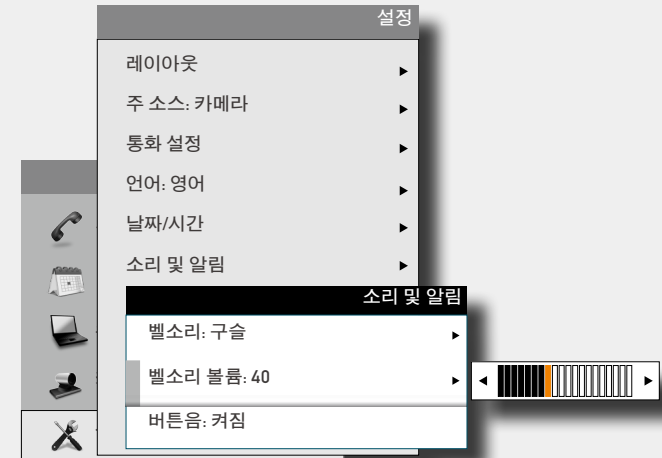 설정
레이아웃
주 소스: 카메라
통화 설정
언어: 영어
날짜/시간
소리 및 알림
소리 및 알림
벨소리: 구슬
벨소리 볼륨: 40
버튼음: 켜짐